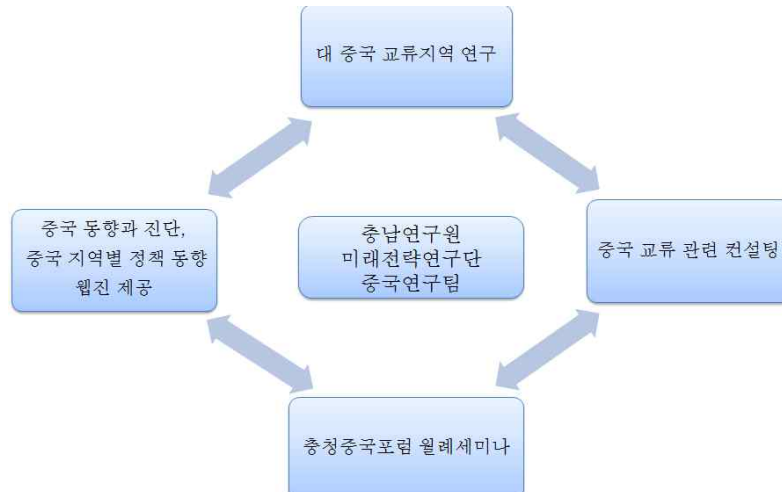 대 중국 교류지역 연구
중국 동향과 진단,
중국 지역별 정책 동향
웹진 제공
충남연구원
미래전략연구단
중국연구팀
중국 교류 관련 컨설팅
충청중국포럼 월례세미나